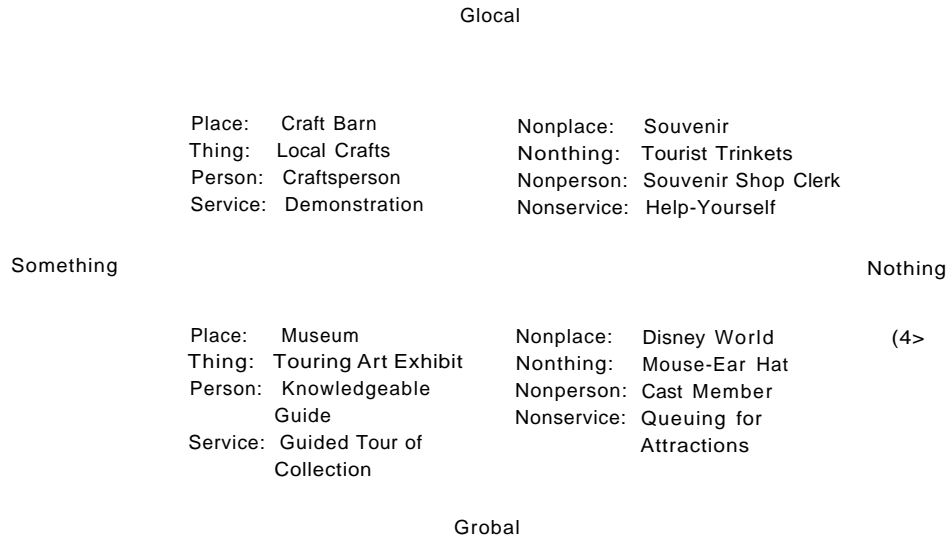 Glocal
Place: Craft Barn
Thing: Local Crafts
Person: Craftsperson
Service: Demonstration
Nonplace: Souvenir
Nonthing: Tourist Trinkets
Nonperson: Souvenir Shop Clerk
Nonservice: Help-Yourself
Something
Nothing
Place: Museum
Thing: Touring Art Exhibit
Person: Knowledgeable
Guide
Service: Guided Tour of
Collection
Nonplace: Disney World
Nonthing: Mouse-Ear Hat
Nonperson: Cast Member
Nonservice: Queuing for
Attractions
(4>
Grobal